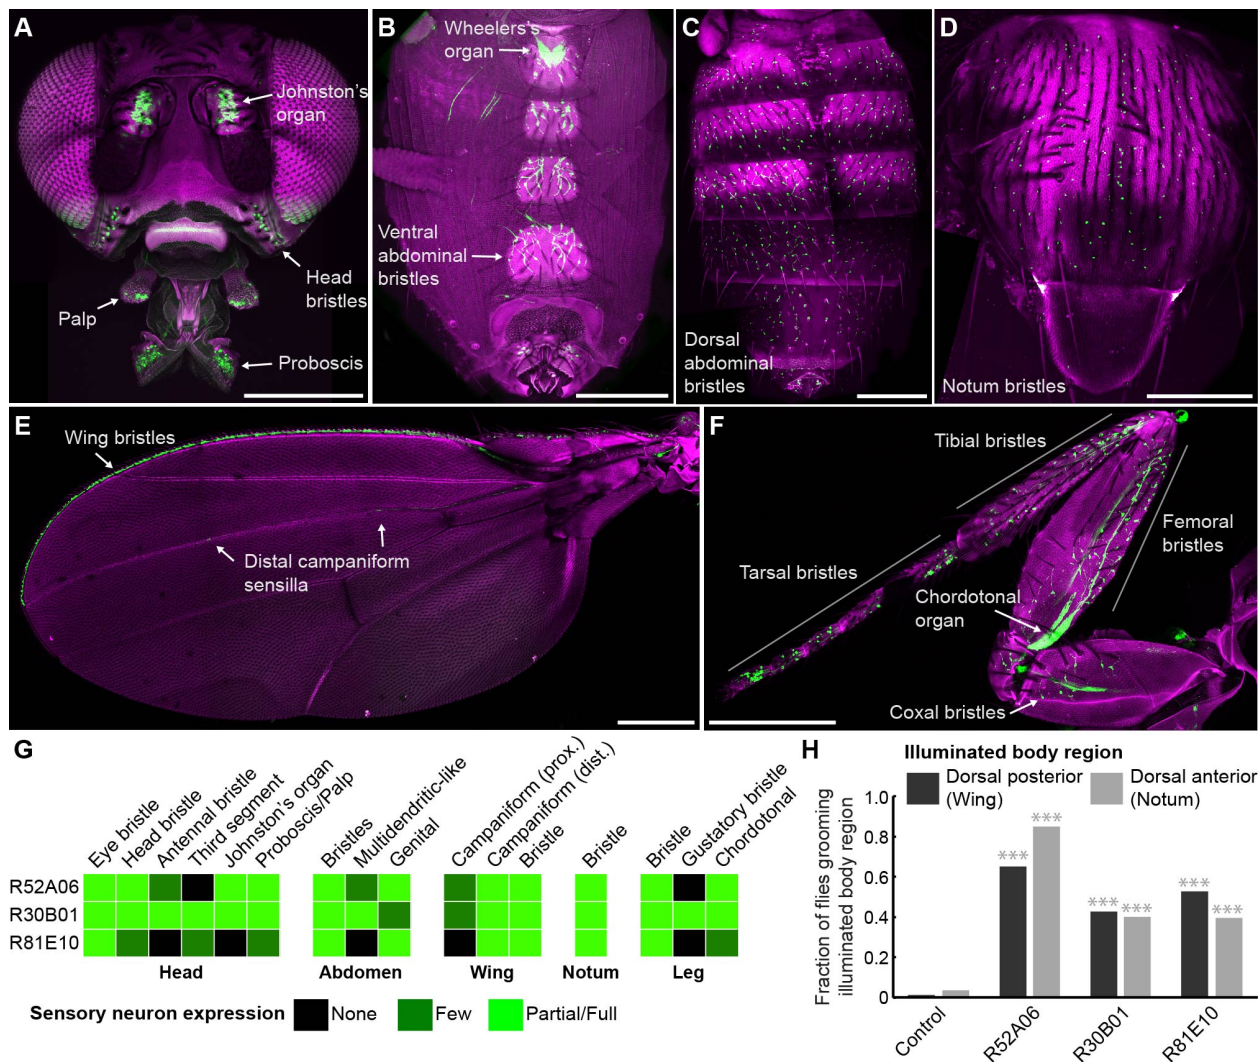 A
Johnston's
organ
Head
bristles
Palp
Proboscis
B
Wheelers's
organ
Ventral
abdominal
bristles
C
Dorsal
abdominal
bristles
D
Notum bristles
E
Wing bristles
Distal campaniform
sensilla
F
Tibial bristles
Femoral
bristles
Tarsal bristles
Chordotonal
organ
Coxal bristles
G
Eye bristle
Head bristle
Antennal bristle
Third segment
Johnston's organ
Proboscis/Palp
Bristles
Multidendritic-like
Genital
Campaniform (prox.)
Campaniform (dist.)
Bristle
Bristle
Bristle
Gustatory bristle
Chordotonal
R52A06
R30B01
R81E10
Head
Abdomen
Wing
Notum
Leg
Sensory neuron expression
None
Few
Partial/Full
H
Illuminated body region
Dorsal posterior
(Wing)
Dorsal anterior
(Notum)
Fraction of flies grooming
illuminated body region
1.0
0.8
0.6
0.4
0.2
0
***
***
***
***
***
***
Control
R52A06
R30B01
R81E10